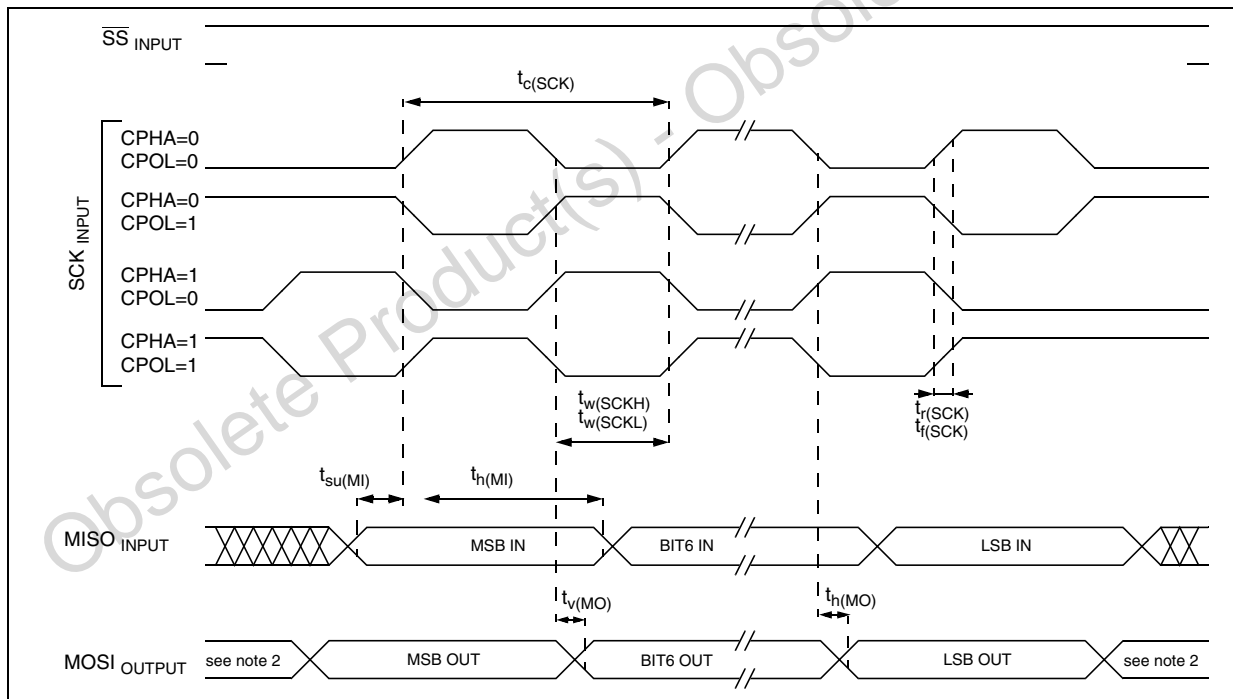 SS INPUT
tc(SCK)
SCK INPUT
CPHA=0
CPOL=0
CPHA=0
CPOL=1
CPHA=1
CPOL=0
CPHA=1
CPOL=1
tw(SCKH)
tw(SCKL)
tr(SCK)
tf(SCK)
tsu(MI)
th(MI)
MISO INPUT
MSB IN
BIT6 IN
LSB IN
tv(MO)
th(MO)
MOSI OUTPUT
see note 2
MSB OUT
BIT6 OUT
LSB OUT
see note 2
Obsolete Product(s) - Obsole